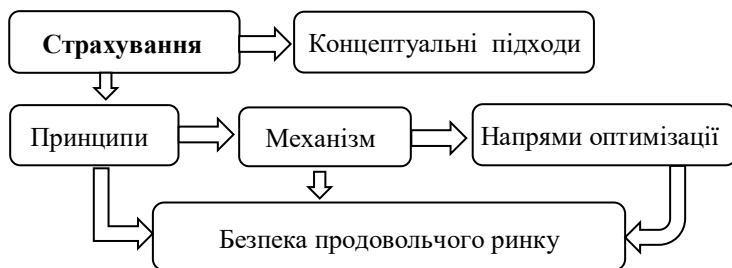 Страхування
Концептуальні підходи
Принципи
Механізм
Напрями оптимізації
Безпека продовольчого ринку